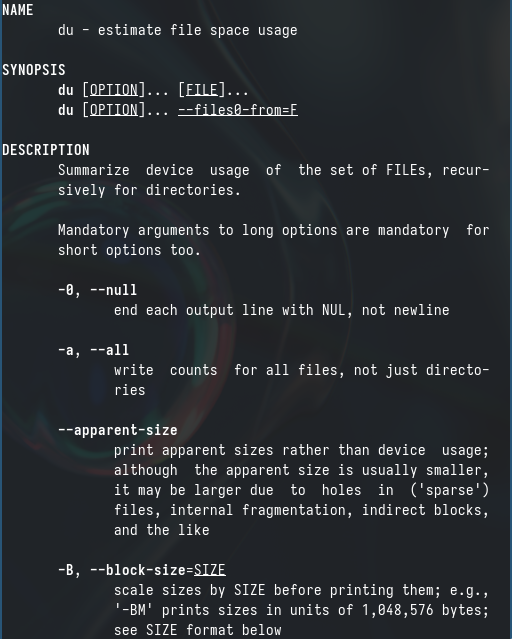 NAME
du - estimate file space usage
SYNOPSIS
du [OPTION]... [FILE]...
du [OPTION]... --files0-from=F
DESCRIPTION
Summarize device usage of the set of FILEs, recur-
sively for directories.
Mandatory arguments to long options are mandatory for
short options too.
-0, --null
end each output line with NUL, not newline
-a, --all
write counts for all files, not just directo-
ries
--apparent-size
print apparent sizes rather than device usage;
although the apparent size is usually smaller,
it may be larger due to holes in ('sparse')
files, internal fragmentation, indirect blocks,
and the like
-B, --block-size=SIZE
scale sizes by SIZE before printing them; e.g.,
'-BM' prints sizes in units of 1,048,576 bytes;
see SIZE format below